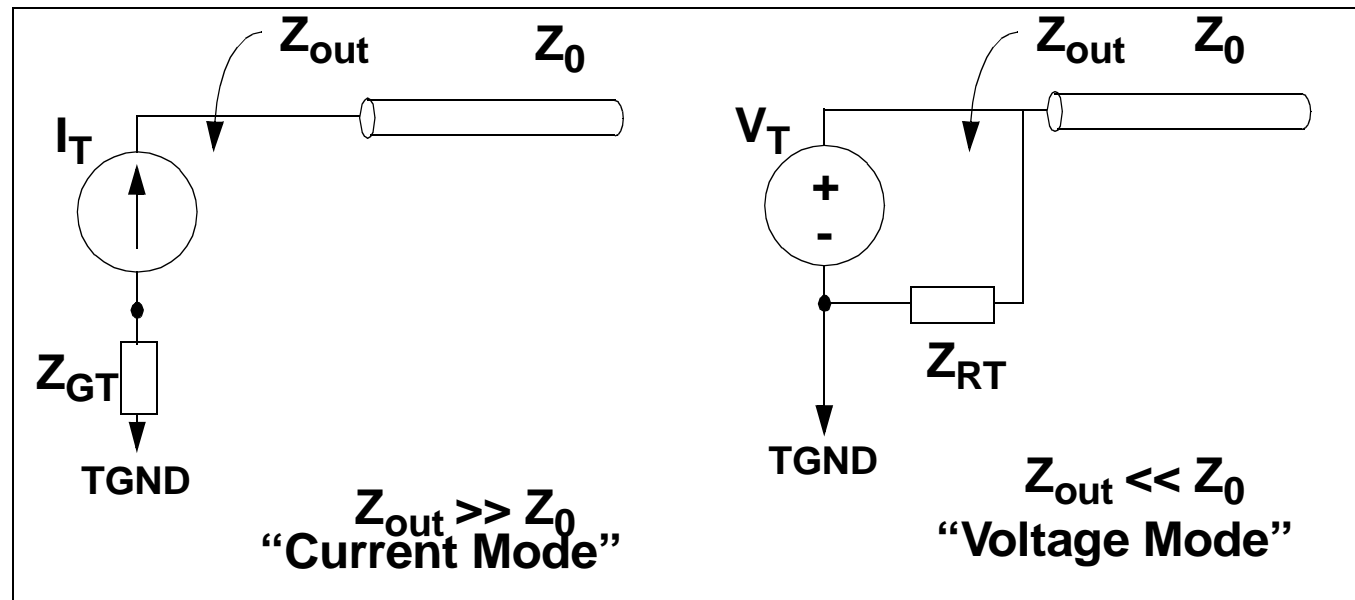 Zout Z0
IT
ZGT
TGND
Zout >> Z0
“Current Mode”
Zout Z0
VT
+
-
ZRT
TGND
Zout << Z0
“Voltage Mode”